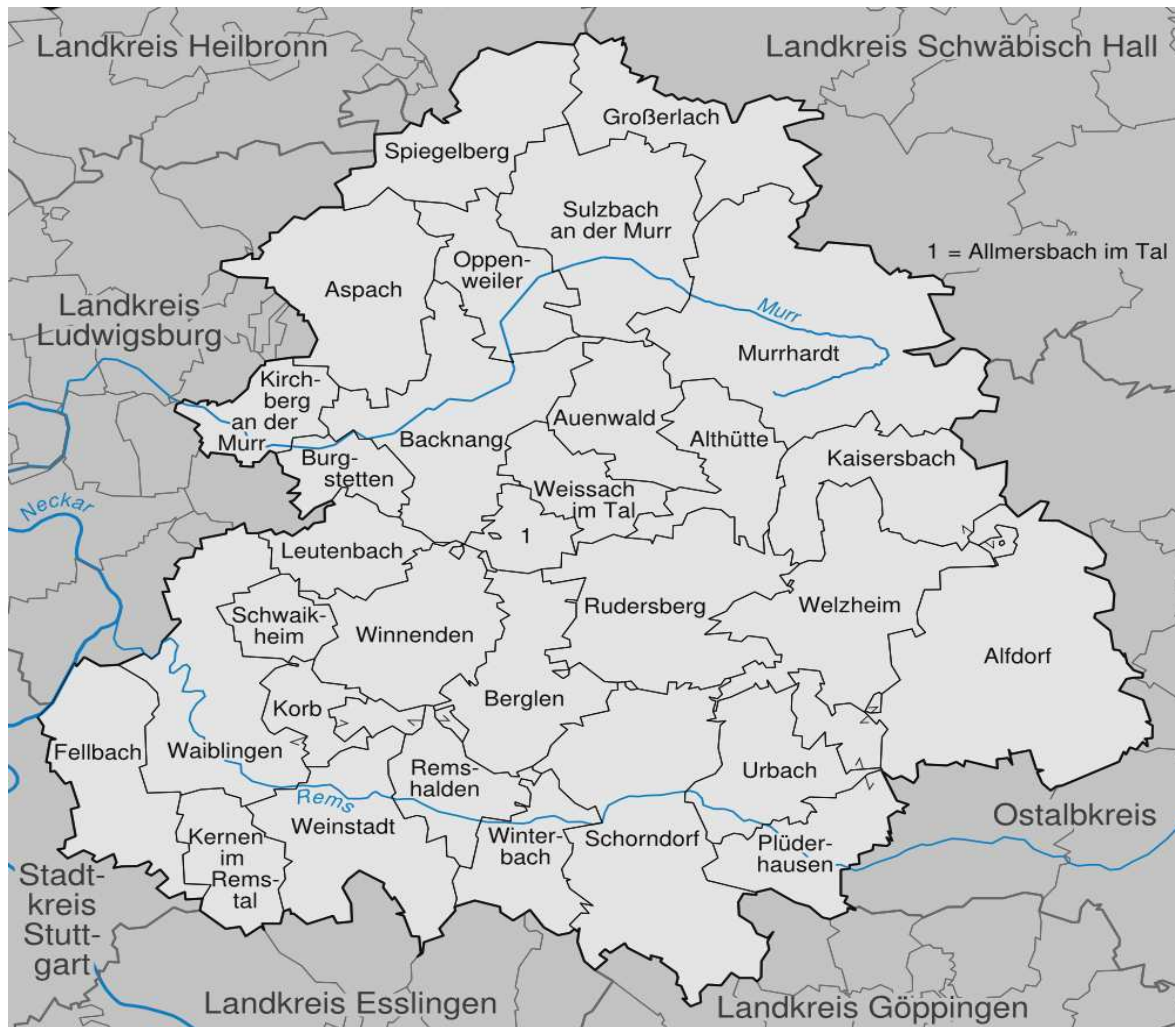 Landkreis Heilbronn
Landkreis Schwäbisch Hall
Großerlach
Spiegelberg
Sulzbach
an der Murr
1 = Allmersbach im Tal
Oppen-
weiler
Aspach
Landkreis
Ludwigsburg
Murr
Murrhardt
Kirch-
berg
an der
Murr
Auenwald
Backnang
Althütte
Kaisersbach
Burg-
stetten
Weissach
im Tal
Neckar
1
Leutenbach
Rudersberg
Welzheim
Schwaik-
heim
Winnenden
Alfdorf
Korb
Berglen
Fellbach
Waiblingen
Rems-
halden
Urbach
Rems
Weinstadt
Ostalbkreis
Kernen
im
Rems-
tal
Winter-
bach
Schorndorf
Plüder-
hausen
Stadt-
kreis
Stutt-
gart
Landkreis Esslingen
Landkreis Göppingen